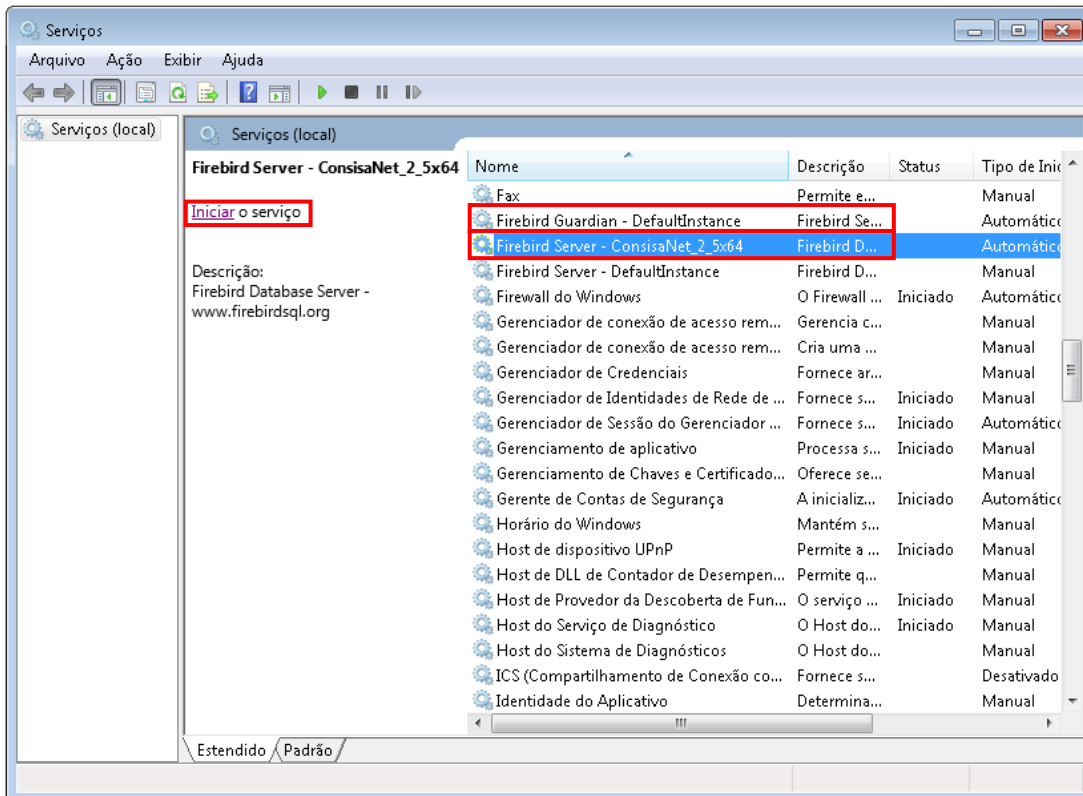 Serviços
Arquivo Ação Exibir Ajuda
Serviços (local)
Serviços (local)
Firebird Server - ConsisaNet_2_5x64
Iniciar o serviço
Descrição:
Firebird Database Server -
www.firebirdsql.org
Nome Descrição Status Tipo de Inic
Fax Permite e... Manual
Firebird Guardian - DefaultInstance Firebird Se... Automátic
Firebird Server - ConsisaNet_2_5x64 Firebird D... Automátic
Firebird Server - DefaultInstance Firebird D... Manual
Firewall do Windows O Firewall ... Iniciado Automátic
Gerenciador de conexão de acesso rem... Gerencia c... Manual
Gerenciador de conexão de acesso rem... Cria uma ... Manual
Gerenciador de Credenciais Fornece ar... Manual
Gerenciador de Identidades de Rede de ... Fornece s... Iniciado Manual
Gerenciador de Sessão do Gerenciador ... Fornece s... Iniciado Automátic
Gerenciamento de aplicativo Processa s... Iniciado Manual
Gerenciamento de Chaves e Certificado... Oferece se... Manual
Gerente de Contas de Segurança A inicializ... Iniciado Automátic
Horário do Windows Mantém s... Manual
Host de dispositivo UPnP Permite a ... Iniciado Manual
Host de DLL de Contador de Desempen... Permite q... Manual
Host de Provedor da Descoberta de Fun... O serviço ... Iniciado Manual
Host do Serviço de Diagnóstico O Host do... Iniciado Manual
Host do Sistema de Diagnósticos O Host do... Manual
ICS (Compartilhamento de Conexão co... Fornece s... Desativado
Identidade do Aplicativo Determina... Manual
Estendido Padrão